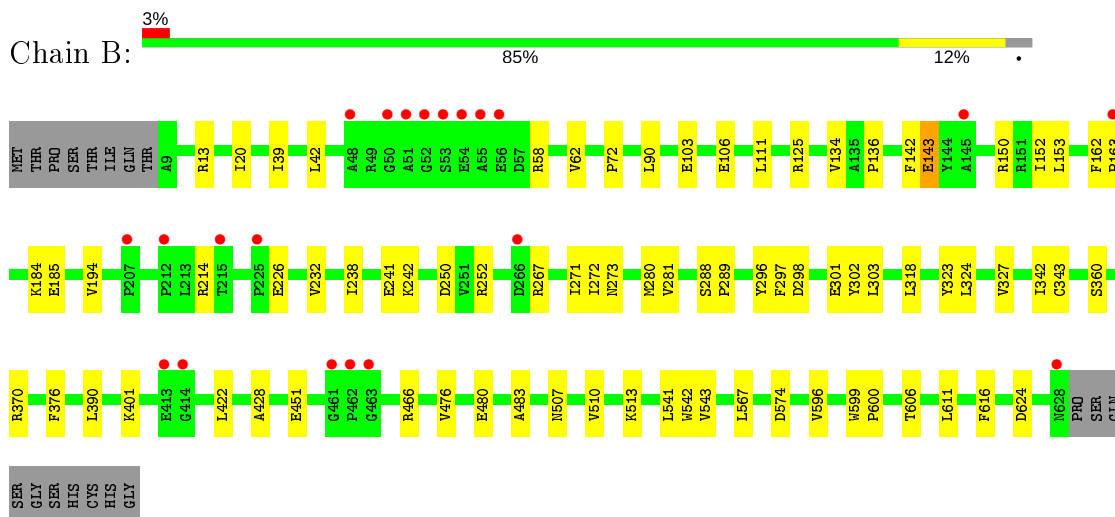 3%
Chain B:
85% 12% •
MET THR PRO SER THR ILE GLN THR A9 R13 I20 I39 L42 A48 R49 G50 A51 G52 S53 E54 A55 E56 D57 R58 V62 P72 L90 E103 E106 L111 R125 V134 A135 P136 F142 E143 Y144 A145 R150 R151 I152 L153 F162
K184 E185 V194 P207 P212 L213 R214 T215 P225 E226 V232 I238 E241 K242 D250 V251 R252 D266 R267 I271 I272 N273 M280 V281 S288 P289 Y296 F297 D298 E301 Y302 L303 L318 Y323 L324 V327 I342 C343 S360
R370 F376 L390 K401 E413 G414 L422 A428 E451 G461 P462 G463 R466 V476 E480 A483 N507 V510 K513 L541 W542 V543 L567 D574 V596 W599 P600 T606 L611 F616 D624 N628 PRO SER GLN
SER GLY SER HIS CYS HIS GLY